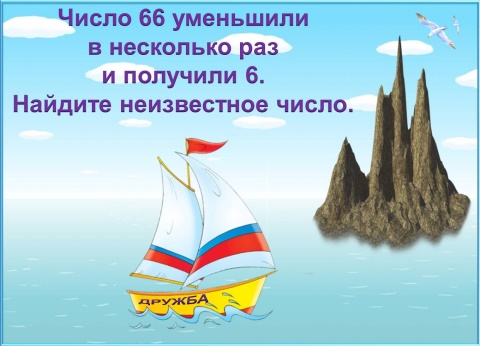 Число 66 уменьшили
в несколько раз
и получили 6.
Найдите неизвестное число.
ДРУЖБА